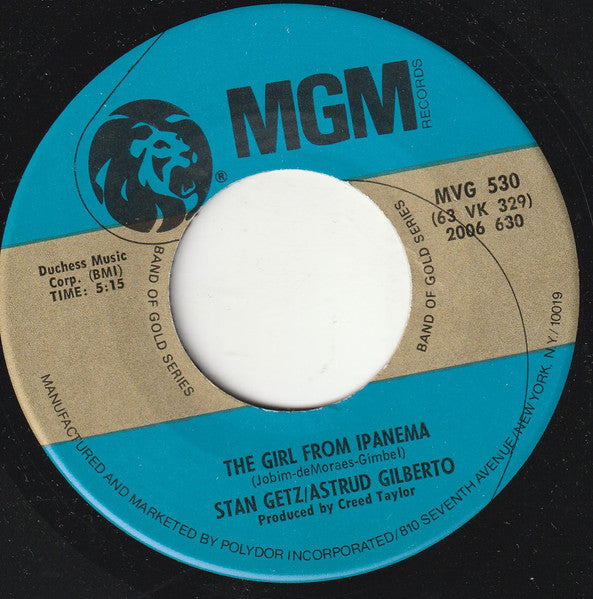 MGM
RECORDS
®
MVG 530
(63 VK 329)
2006 630
Duchess Music
Corp. (BMI)
TIME: 5:15
BAND OF GOLD SERIES
BAND OF GOLD SERIES
THE GIRL FROM IPANEMA
(Jobim-deMoraes-Gimbel)
STAN GETZ/ASTRUD GILBERTO
Produced by Creed Taylor
MANUFACTURED AND MARKETED BY POLYDOR INCORPORATED/810 SEVENTH AVENUE/NEW YORK, N.Y./10019